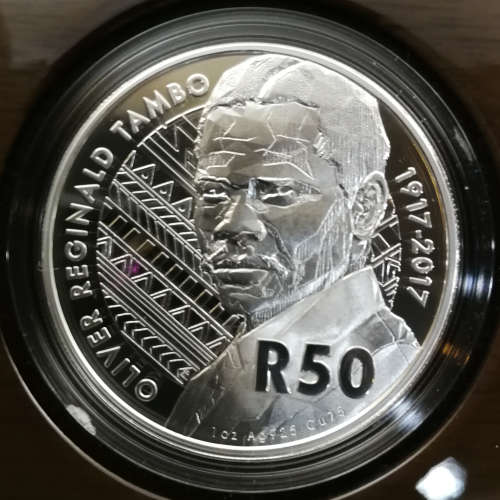 OLIVER REGINALD TAMBO
1917-2017
R50
1oz Ag925 Cu75